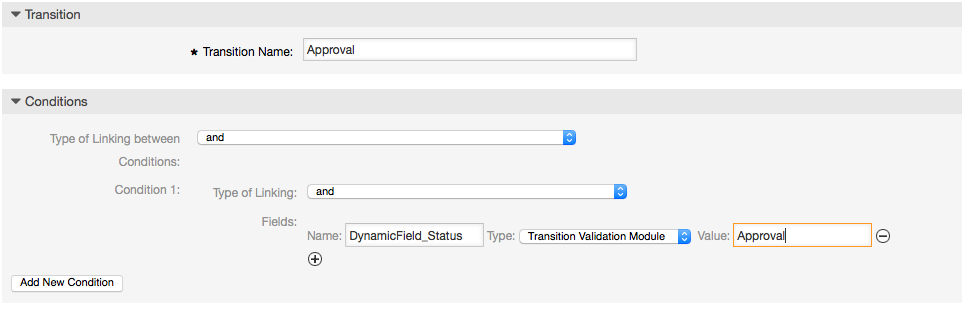 Transition
* Transition Name: Approval
Conditions
Type of Linking between Conditions: and
Condition 1: Type of Linking: and
Fields:
Name: DynamicField_Status Type: Transition Validation Module Value: Approval
Add New Condition